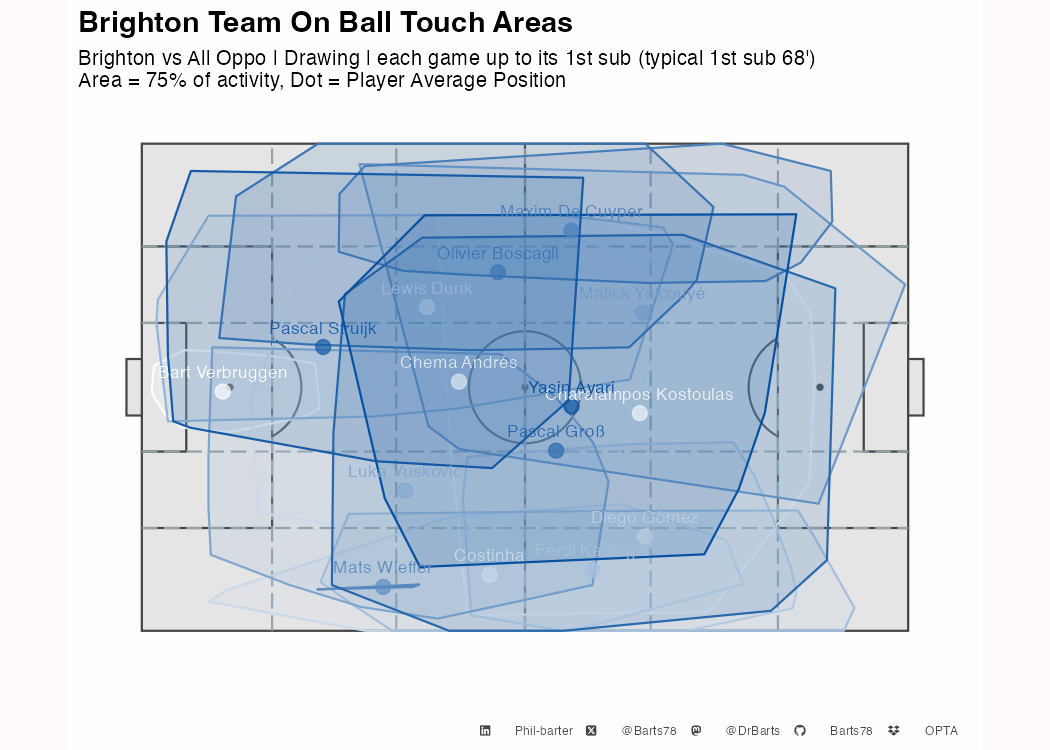 Brighton Team On Ball Touch Areas
Brighton vs All Oppo | Drawing | each game up to its 1st sub (typical 1st sub 68')
Area = 75% of activity, Dot = Player Average Position
Maxim De Cuyper
Olivier Boscagli
Lewis Dunk
Malick Yalcouyé
Pascal Struijk
Chema Andrés
Bart Verbruggen
Yasin Ayari
Charalampos Kostoulas
Pascal Groß
Luka Vuskovic
Diego Gómez
Costinha
Ferdi
Mats Wieffer
Phil-barter
@Barts78
@DrBarts
Barts78
OPTA